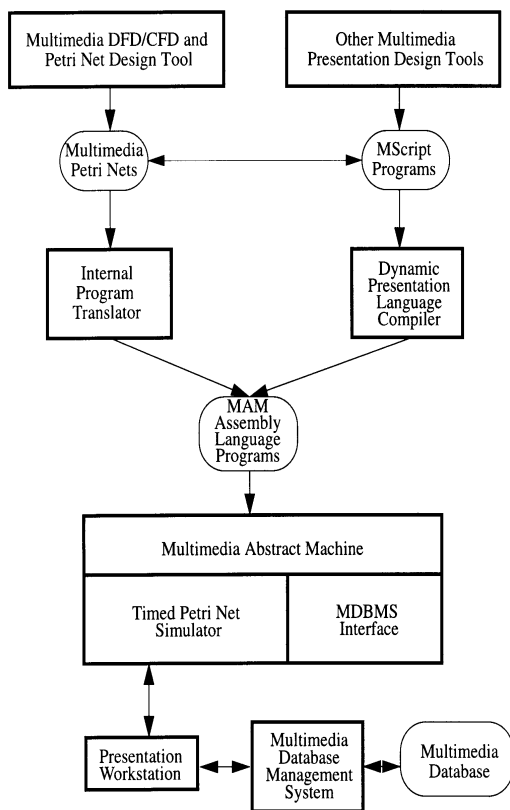 Multimedia DFD/CFD and
Petri Net Design Tool
Other Multimedia
Presentation Design Tools
Multimedia
Petri Nets
MScript
Programs
Internal
Program
Translator
Dynamic
Presentation
Language
Compiler
MAM
Assembly
Language
Programs
Multimedia Abstract Machine
Timed Petri Net
Simulator
MDBMS
Interface
Presentation
Workstation
Multimedia
Database
Management
System
Multimedia
Database